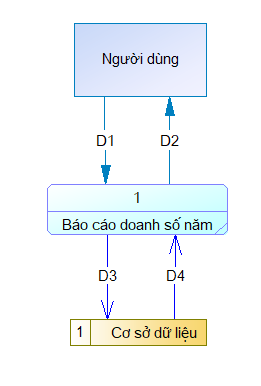 Người dùng
D1
D2
1
Báo cáo doanh số năm
D3
D4
1
Cơ sở dữ liệu